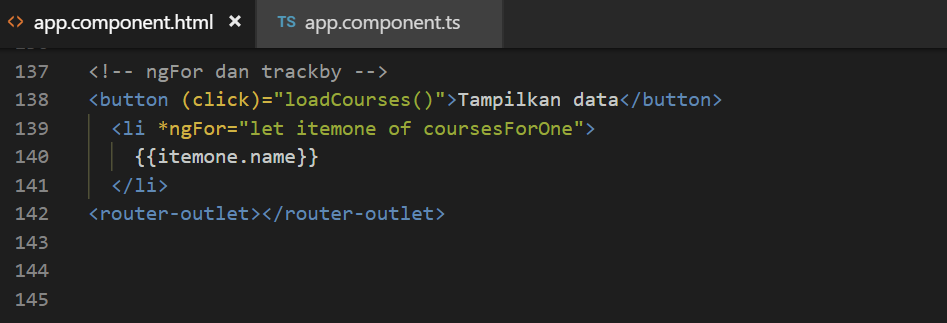 <> app.component.html × TS app.component.ts
137 <!-- ngFor dan trackby -->
138 <button (click)="loadCourses()">Tampilkan data</button>
139 <li *ngFor="let itemone of coursesForOne">
140 {{itemone.name}}
141 </li>
142 <router-outlet></router-outlet>
143
144
145